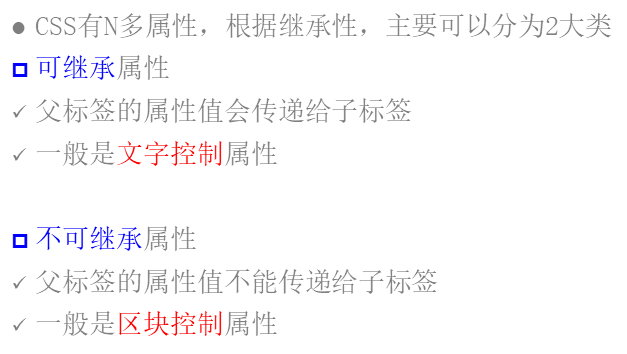 ● CSS有N多属性，根据继承性，主要可以分为2大类
可继承属性
✓ 父标签的属性值会传递给子标签
✓ 一般是文字控制属性
不可继承属性
✓ 父标签的属性值不能传递给子标签
✓ 一般是区块控制属性